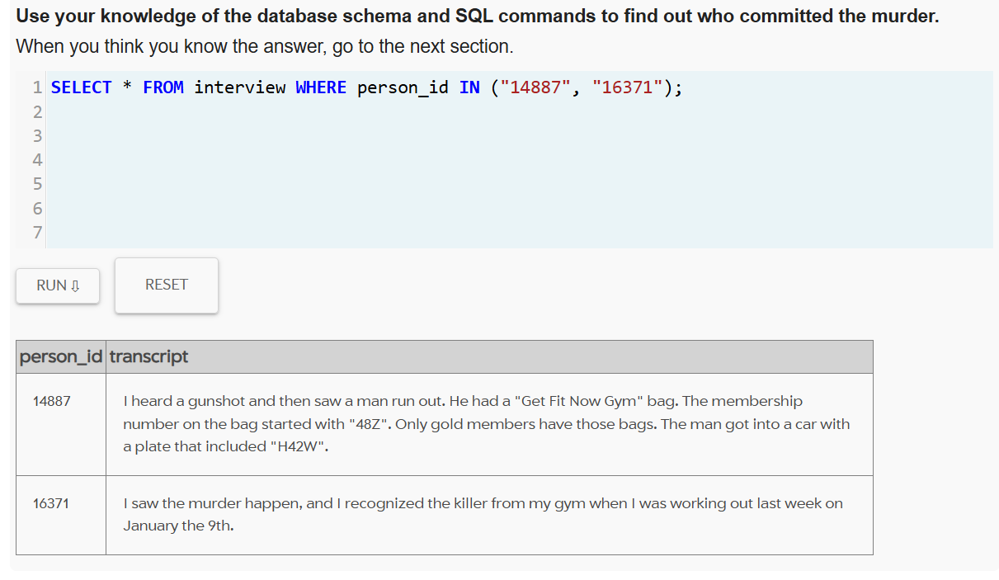 Use your knowledge of the database schema and SQL commands to find out who committed the murder.
When you think you know the answer, go to the next section.
1 SELECT * FROM interview WHERE person_id IN ("14887", "16371");
2
3
4
5
6
7
RUN ⇩
RESET
person_id transcript
14887 I heard a gunshot and then saw a man run out. He had a "Get Fit Now Gym" bag. The membership
number on the bag started with "48Z". Only gold members have those bags. The man got into a car with
a plate that included "H42W".
16371 I saw the murder happen, and I recognized the killer from my gym when I was working out last week on
January the 9th.